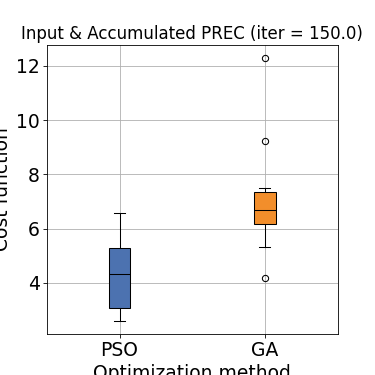 Input & Accumulated PREC (iter = 150.0)
12
10
8
6
4
Cost function
PSO GA
Optimization method